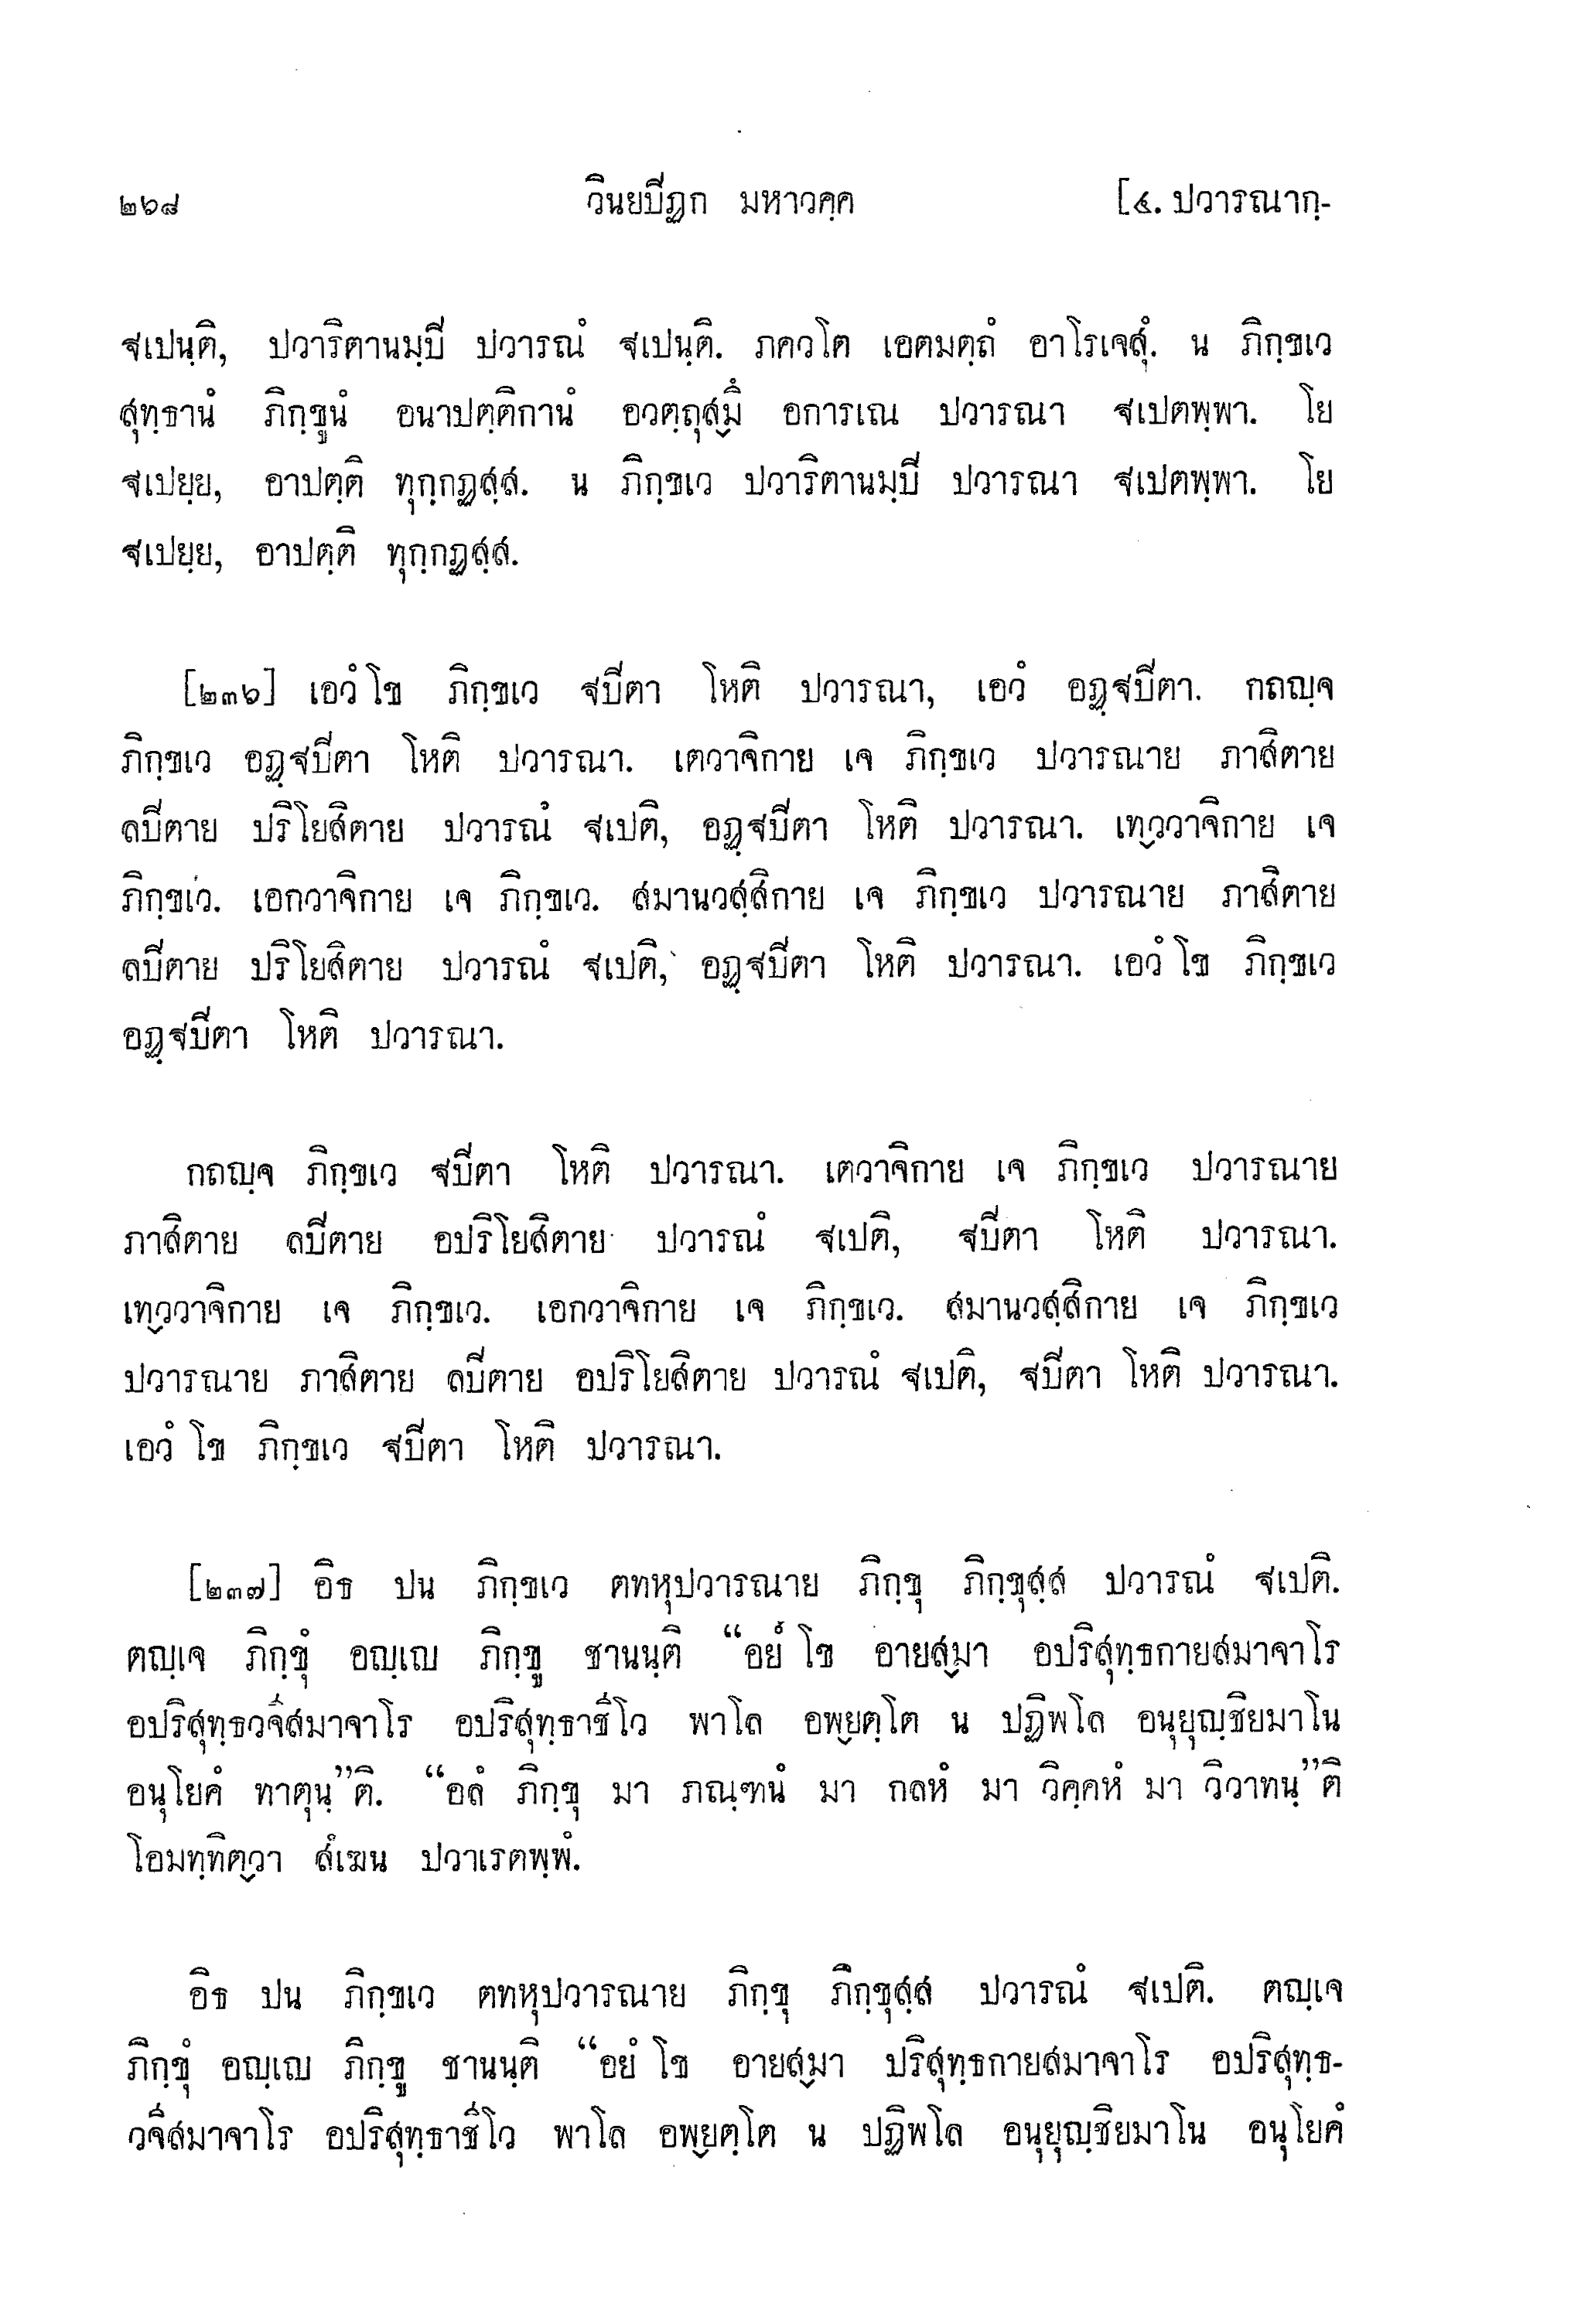 ๒๖๘ วินยปิฏก มหาวคฺค [๔. ปวารณากฺ-
ฐเปนฺติ, ปวาริตานมฺปิ ปวารณํ ฐเปนฺติ. ภควโต เอตมตฺถํ อาโรเจสุํ. น ภิกฺขเว
สุทฺธานํ ภิกฺขูนํ อนาปตฺติกานํ อวตฺถุสฺมึ อการเณ ปวารณา ฐเปตพฺพา. โย
ฐเปยฺย, อาปตฺติ ทุกฺกฏสฺส. น ภิกฺขเว ปวาริตานมฺปิ ปวารณา ฐเปตพฺพา. โย
ฐเปยฺย, อาปตฺติ ทุกฺกฏสฺส.
[๒๓๖] เอวํ โข ภิกฺขเว ฐปิตา โหติ ปวารณา, เอวํ อฏฺฐปิตา. กถญฺจ
ภิกฺขเว อฏฺฐปิตา โหติ ปวารณา. เตวาจิกาย เจ ภิกฺขเว ปวารณาย ภาสิตาย
ลปิตาย ปริโยสิตาย ปวารณํ ฐเปติ, อฏฺฐปิตา โหติ ปวารณา. เทฺววาจิกาย เจ
ภิกฺขเว. เอกวาจิกาย เจ ภิกฺขเว. สมานวสฺสิกาย เจ ภิกฺขเว ปวารณาย ภาสิตาย
ลปิตาย ปริโยสิตาย ปวารณํ ฐเปติ, อฏฺฐปิตา โหติ ปวารณา. เอวํ โข ภิกฺขเว
อฏฺฐปิตา โหติ ปวารณา.
กถญฺจ ภิกฺขเว ฐปิตา โหติ ปวารณา. เตวาจิกาย เจ ภิกฺขเว ปวารณาย
ภาสิตาย ลปิตาย อปริโยสิตาย ปวารณํ ฐเปติ, ฐปิตา โหติ ปวารณา.
เทฺววาจิกาย เจ ภิกฺขเว. เอกวาจิกาย เจ ภิกฺขเว. สมานวสฺสิกาย เจ ภิกฺขเว
ปวารณาย ภาสิตาย ลปิตาย อปริโยสิตาย ปวารณํ ฐเปติ, ฐปิตา โหติ ปวารณา.
เอวํ โข ภิกฺขเว ฐปิตา โหติ ปวารณา.
[๒๓๗] อิธ ปน ภิกฺขเว ตทหุปวารณาย ภิกฺขุ ภิกฺขุสฺส ปวารณํ ฐเปติ.
ตญฺเจ ภิกฺขุํ อญฺเญ ภิกฺขู ชานนฺติ “อยํ โข อายสฺมา อปริสุทฺธกายสมาจาโร
อปริสุทฺธวจีสมาจาโร อปริสุทฺธาชีโว พาโล อพฺยตฺโต น ปฏิพโล อนุยุญฺชิยมาโน
อนุโยคํ ทาตุนฺ”ติ. “อลํ ภิกฺขุ มา ภณฺฑนํ มา กลหํ มา วิคฺคหํ มา วิวาทนฺ”ติ
โอมทฺทิตฺวา สํเฆน ปวาเรตพฺพํ.
อิธ ปน ภิกฺขเว ตทหุปวารณาย ภิกฺขุ ภิกฺขุสฺส ปวารณํ ฐเปติ. ตญฺเจ
ภิกฺขุํ อญฺเญ ภิกฺขู ชานนฺติ “อยํ โข อายสฺมา ปริสุทฺธกายสมาจาโร อปริสุทฺธ-
วจีสมาจาโร อปริสุทฺธาชีโว พาโล อพฺยตฺโต น ปฏิพโล อนุยุญฺชิยมาโน อนุโยคํ